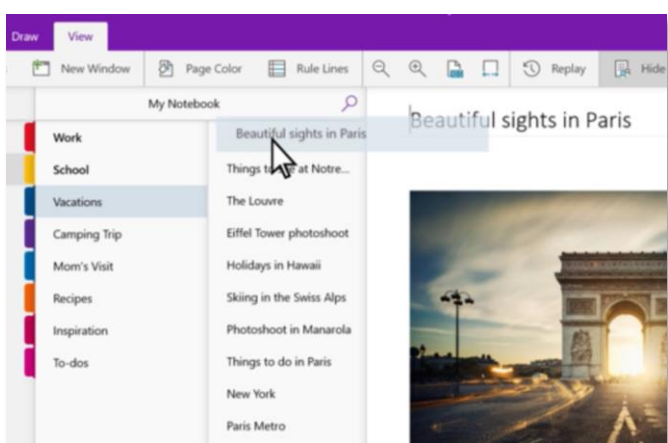 Draw View
New Window Page Color Rule Lines Replay Hide
My Notebook
Beautiful sights in Paris
Work
School
Vacations
Camping Trip
Mom's Visit
Recipes
Inspiration
To-dos
Beautiful sights in Paris
Things to at Notre...
The Louvre
Eiffel Tower photoshoot
Holidays in Hawaii
Skiing in the Swiss Alps
Photoshoot in Manarola
Things to do in Paris
New York
Paris Metro